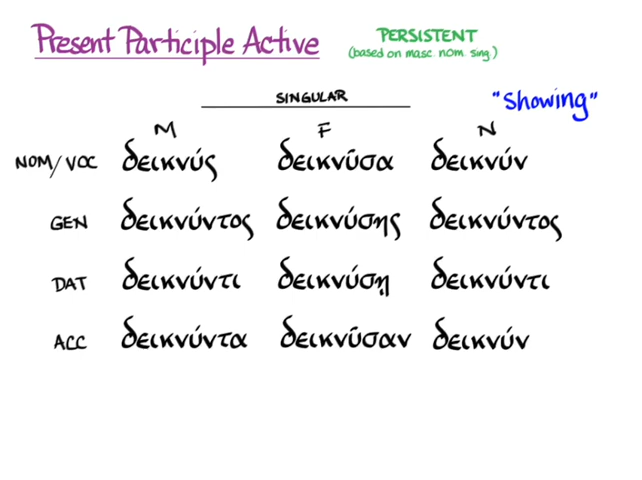 Present Participle Active
PERSISTENT
(based on masc. nom. sing.)
SINGULAR
"Showing"
M F N
NOM/VOC δεικνύς δεικνῦσα δεικνύν
GEN δεικνύντος δεικνύσης δεικνύντος
DAT δεικνύντι δεικνύσῃ δεικνύντι
ACC δεικνύντα δεικνῦσαν δεικνύν